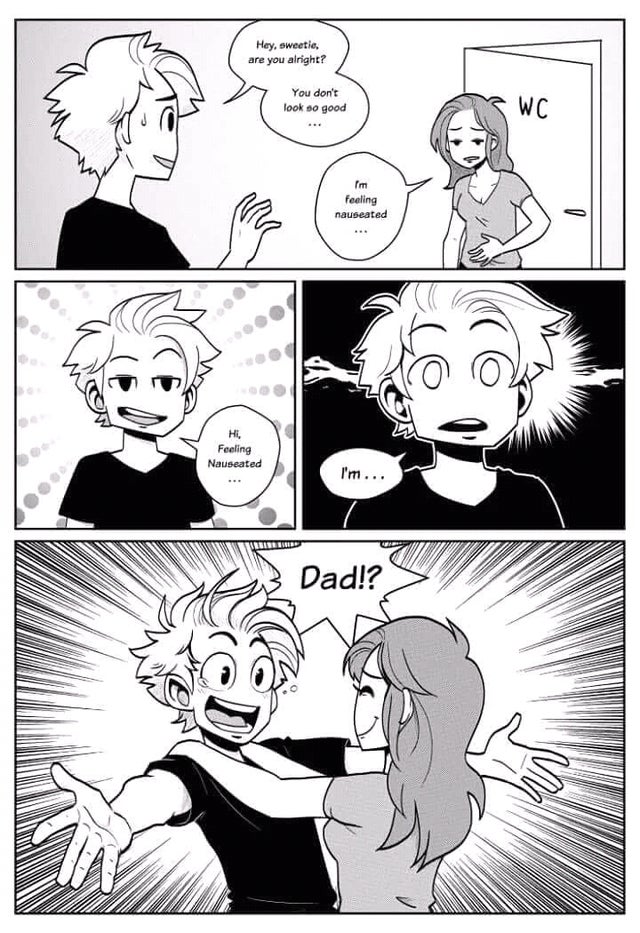 Hey, sweetie,
are you alright?
You don't
look so good
...
WC
I'm
feeling
nauseated
...
Hi,
Feeling
Nauseated
...
I'm...
Dad!?